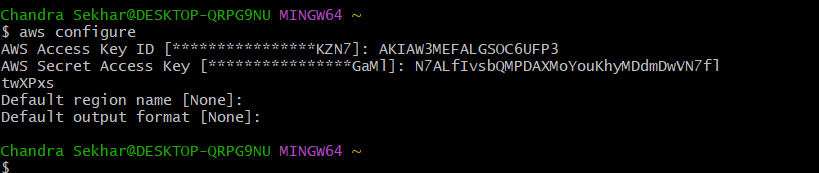 Chandra Sekhar@DESKTOP-QRPG9NU MINGW64 ~
$ aws configure
AWS Access Key ID [****************KZN7]: AKIAW3MEFALGSOC6UFP3
AWS Secret Access Key [****************GaMl]: N7ALfIvsbQMPDAXMoYouKhyMDdmDwVN7fl
twXPxs
Default region name [None]:
Default output format [None]:
Chandra Sekhar@DESKTOP-QRPG9NU MINGW64 ~
$